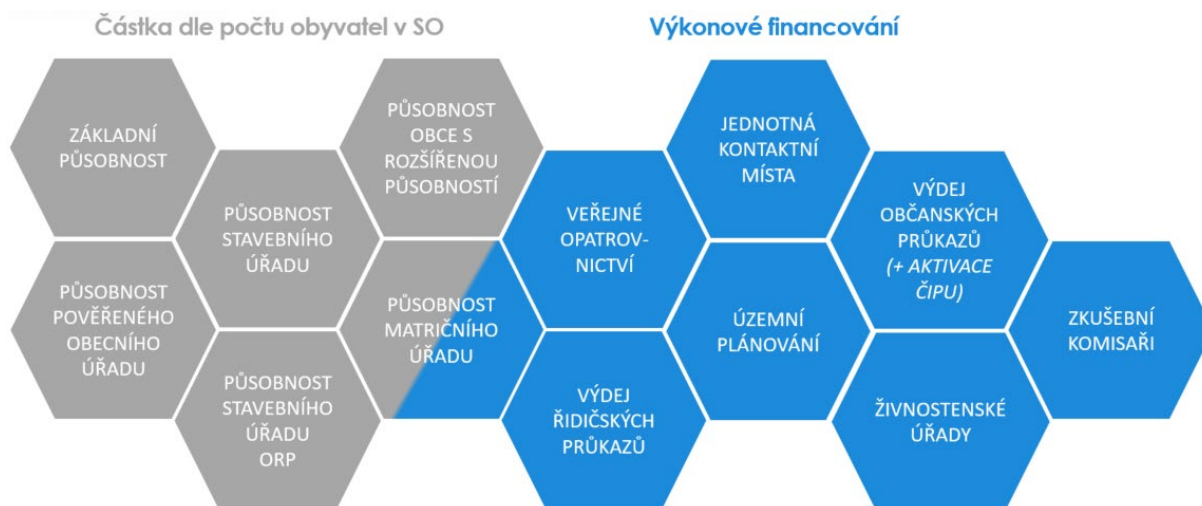 Částka dle počtu obyvatel v SO
Výkonové financování
ZÁKLADNÍ
PŮSOBNOST
PŮSOBNOST
POVĚŘENÉHO
OBECNÍHO
ÚŘADU
PŮSOBNOST
STAVEBNÍHO
ÚŘADU
PŮSOBNOST
STAVEBNÍHO
ÚŘADU
ORP
PŮSOBNOST
OBCE S
ROZŠÍŘENOU
PŮSOBNOSTÍ
PŮSOBNOST
MATRIČNÍHO
ÚŘADU
VEŘEJNÉ
OPATROV-
NICTVÍ
VÝDEJ
ŘIDIČSKÝCH
PRŮKAZŮ
JEDNOTNÁ
KONTAKTNÍ
MÍSTA
ÚZEMNÍ
PLÁNOVÁNÍ
VÝDEJ
OBČANSKÝCH
PRŮKAZŮ
(+ AKTIVACE
ČIPU)
ŽIVNOSTENSKÉ
ÚŘADY
ZKUŠEBNÍ
KOMISAŘI